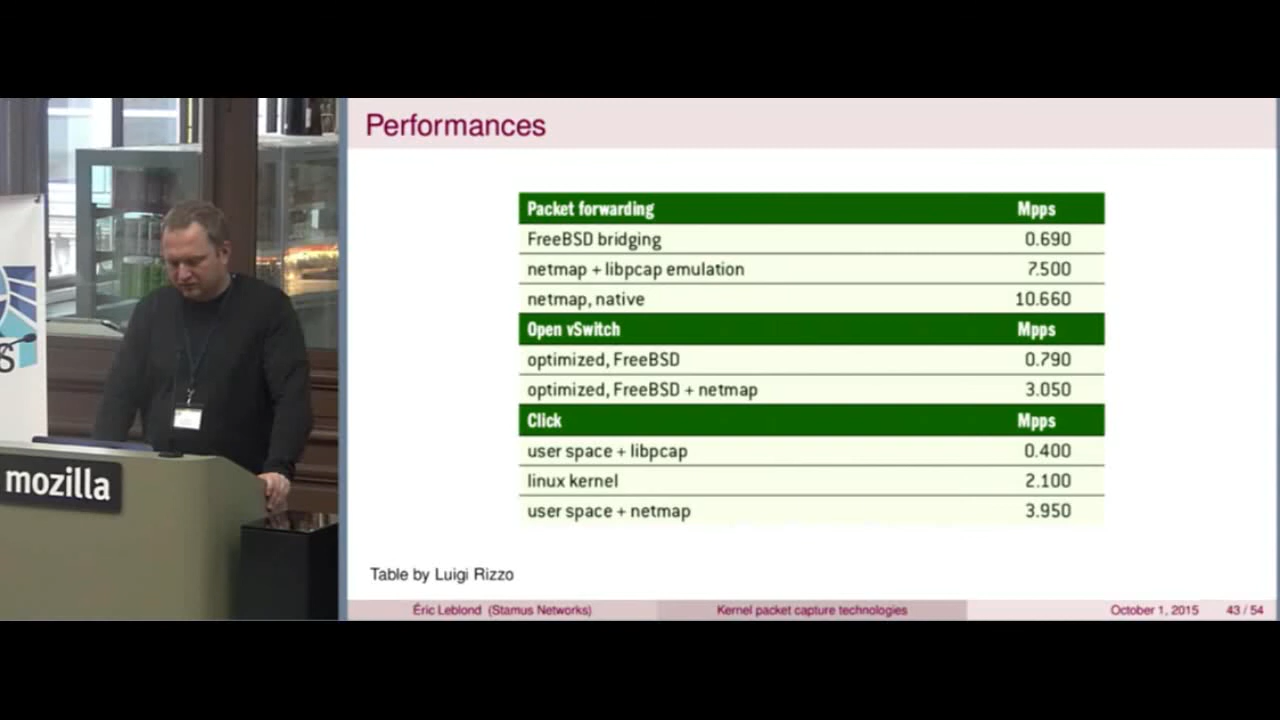 Performances
Packet forwarding Mpps
FreeBSD bridging 0.690
netmap + libpcap emulation 7.500
netmap, native 10.660
Open vSwitch Mpps
optimized, FreeBSD 0.790
optimized, FreeBSD + netmap 3.050
Click Mpps
user space + libpcap 0.400
linux kernel 2.100
user space + netmap 3.950
Table by Luigi Rizzo
Éric Leblond (Stamus Networks) Kernel packet capture technologies October 1, 2015 43 / 54
mozilla